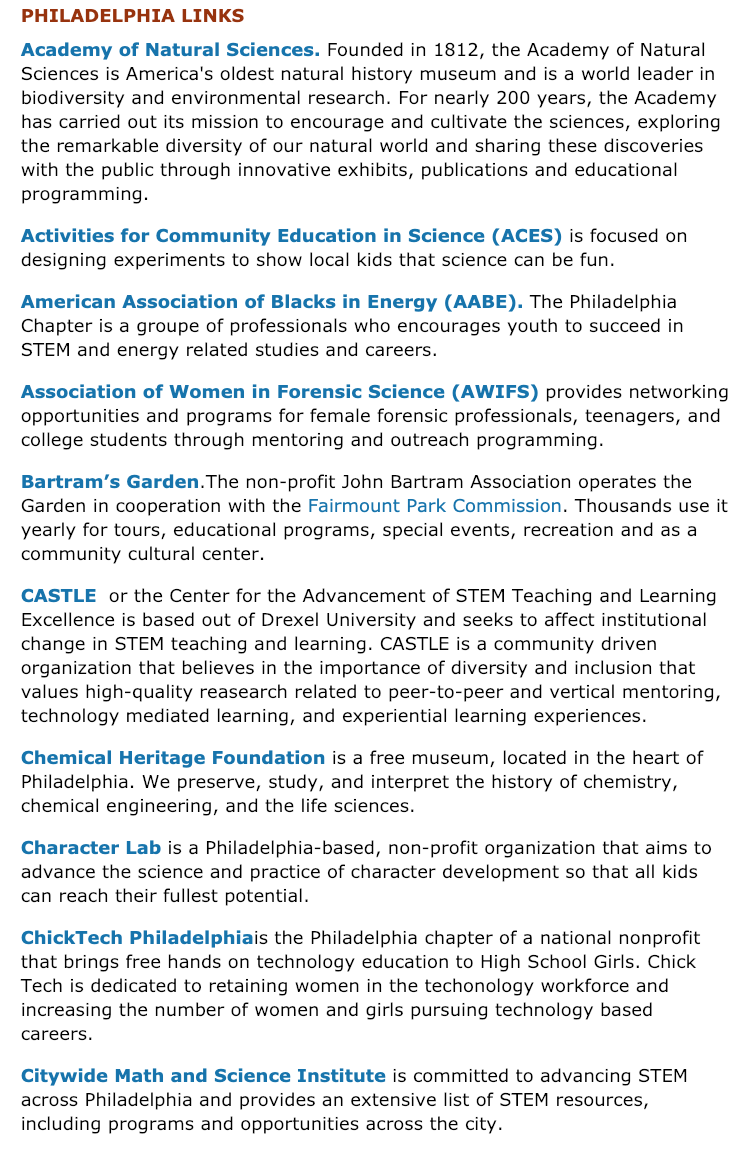 PHILADELPHIA LINKS
Academy of Natural Sciences. Founded in 1812, the Academy of Natural
Sciences is America's oldest natural history museum and is a world leader in
biodiversity and environmental research. For nearly 200 years, the Academy
has carried out its mission to encourage and cultivate the sciences, exploring
the remarkable diversity of our natural world and sharing these discoveries
with the public through innovative exhibits, publications and educational
programming.
Activities for Community Education in Science (ACES) is focused on
designing experiments to show local kids that science can be fun.
American Association of Blacks in Energy (AABE). The Philadelphia
Chapter is a groupe of professionals who encourages youth to succeed in
STEM and energy related studies and careers.
Association of Women in Forensic Science (AWIFS) provides networking
opportunities and programs for female forensic professionals, teenagers, and
college students through mentoring and outreach programming.
Bartram’s Garden.The non-profit John Bartram Association operates the
Garden in cooperation with the Fairmount Park Commission. Thousands use it
yearly for tours, educational programs, special events, recreation and as a
community cultural center.
CASTLE  or the Center for the Advancement of STEM Teaching and Learning
Excellence is based out of Drexel University and seeks to affect institutional
change in STEM teaching and learning. CASTLE is a community driven
organization that believes in the importance of diversity and inclusion that
values high-quality reasearch related to peer-to-peer and vertical mentoring,
technology mediated learning, and experiential learning experiences.
Chemical Heritage Foundation is a free museum, located in the heart of
Philadelphia. We preserve, study, and interpret the history of chemistry,
chemical engineering, and the life sciences.
Character Lab is a Philadelphia-based, non-profit organization that aims to
advance the science and practice of character development so that all kids
can reach their fullest potential.
ChickTech Philadelphiais the Philadelphia chapter of a national nonprofit
that brings free hands on technology education to High School Girls. Chick
Tech is dedicated to retaining women in the techonology workforce and
increasing the number of women and girls pursuing technology based
careers.
Citywide Math and Science Institute is committed to advancing STEM
across Philadelphia and provides an extensive list of STEM resources,
including programs and opportunities across the city.